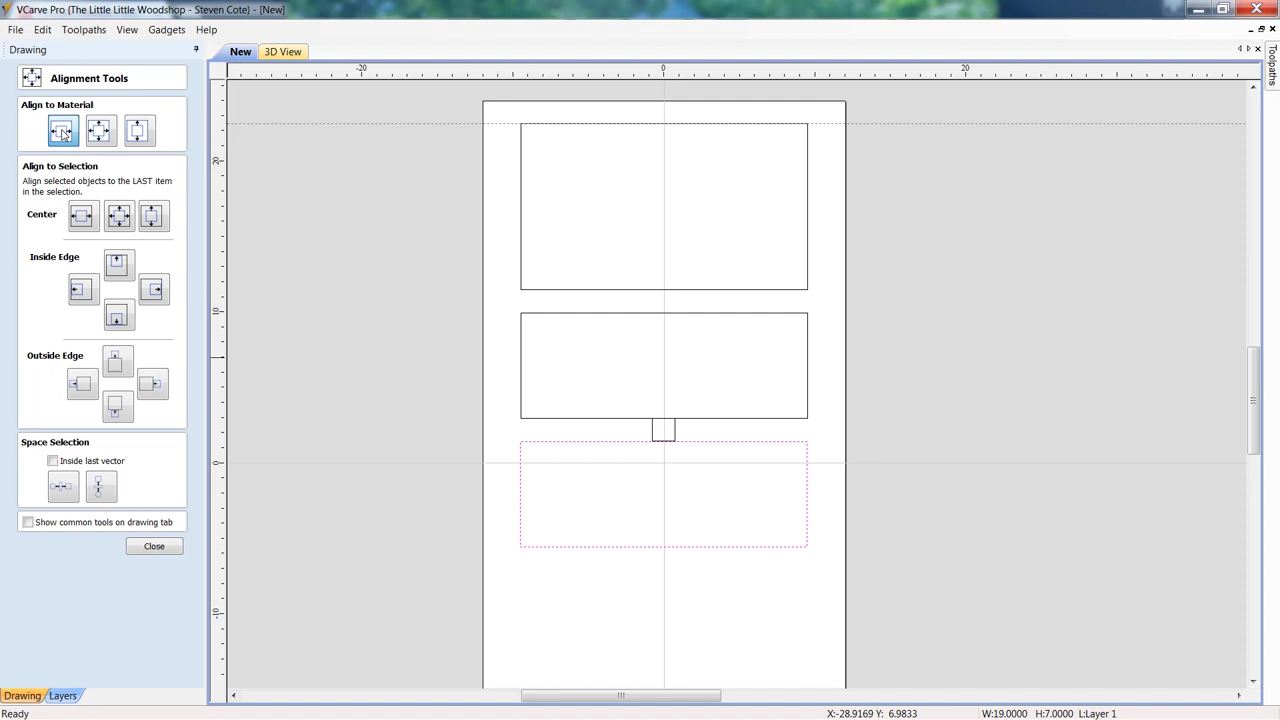 VCarve Pro {The Little Little Woodshop - Steven Cote} - [New]
File Edit Toolpaths View Gadgets Help
Drawing
New 3D View
Toolpaths
Alignment Tools
-20 0 20
Align to Material
Align to Selection
Align selected objects to the LAST item
in the selection.
Center
Inside Edge
Outside Edge
Space Selection
Inside last vector
Show common tools on drawing tab
Close
20
10
0
-10
Drawing Layers
Ready
X:-28.9169 Y: 6.9833
W:19.0000 H:7.0000 L:Layer 1